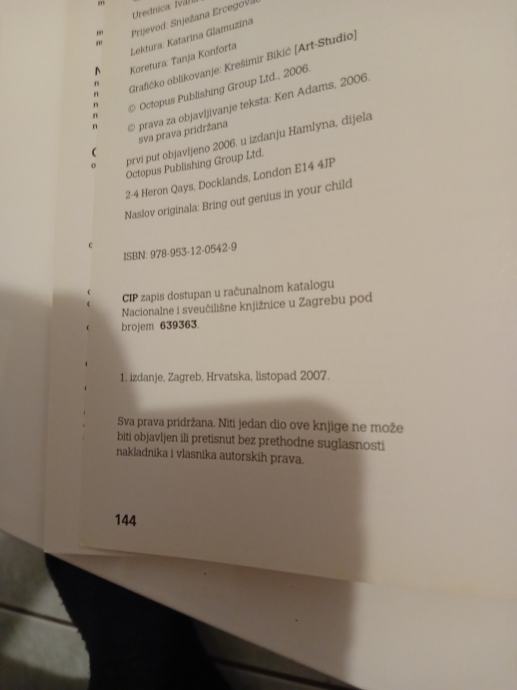 Urednica: Ivana
Prijevod: Snježana Ercegovac
Lektura: Katarina Glamuzina
Korektura: Tanja Konforta
Grafičko oblikovanje: Krešimir Bikić [Art-Studio]
© Octopus Publishing Group Ltd., 2006.
© prava za objavljivanje teksta: Ken Adams, 2006.
sva prava pridržana
prvi put objavljeno 2006. u izdanju Hamlyna, dijela
Octopus Publishing Group Ltd.
2-4 Heron Qays, Docklands, London E14 4JP
Naslov originala: Bring out genius in your child
ISBN: 978-953-12-0542-9
CIP zapis dostupan u računalnom katalogu
Nacionalne i sveučilišne knjižnice u Zagrebu pod
brojem 639363.
1. izdanje, Zagreb, Hrvatska, listopad 2007.
Sva prava pridržana. Niti jedan dio ove knjige ne može
biti objavljen ili pretisnut bez prethodne suglasnosti
nakladnika i vlasnika autorskih prava.
144